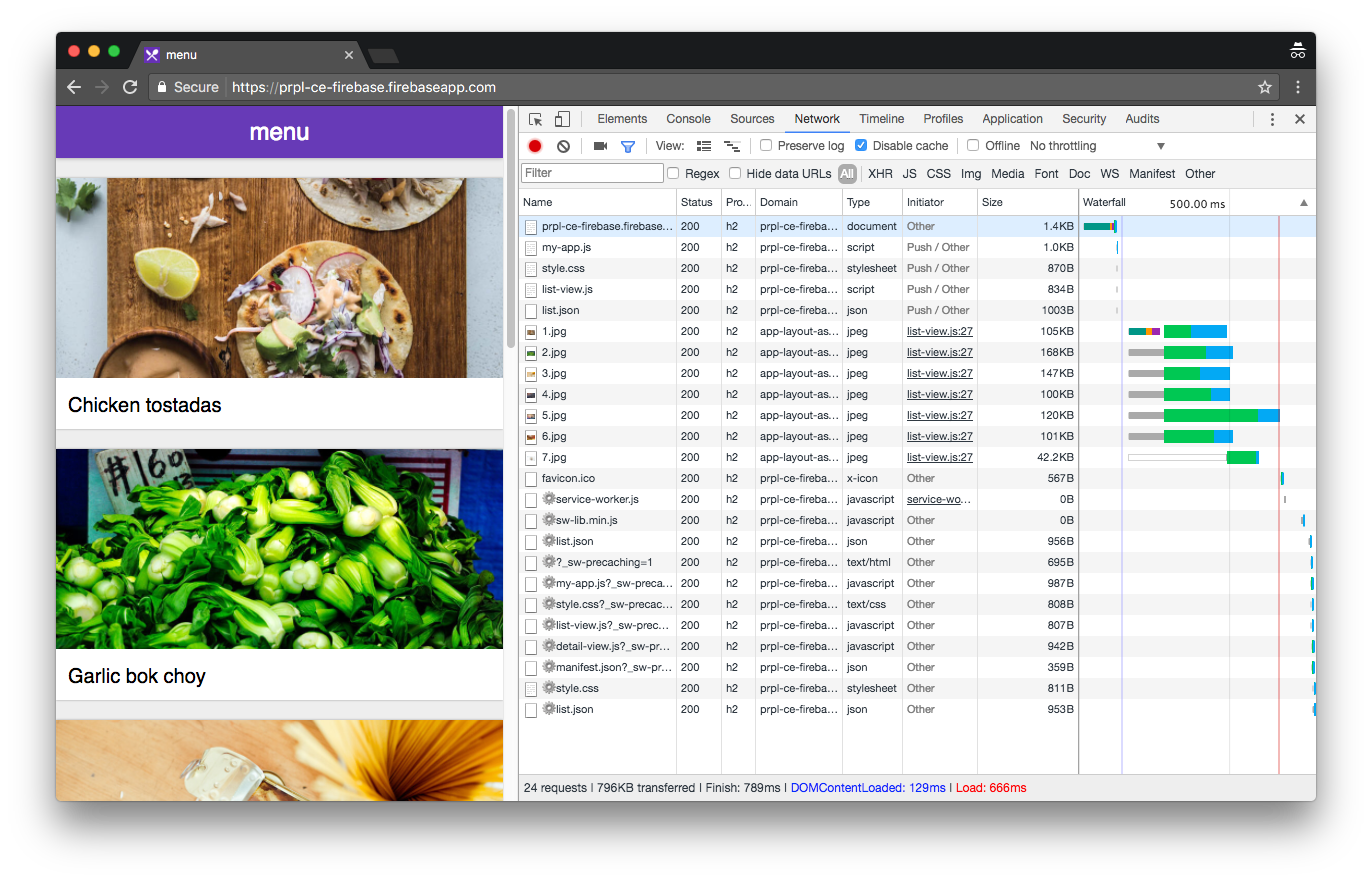 menu
Secure https://prpl-ce-firebase.firebaseapp.com
menu
Chicken tostadas
#160
Garlic bok choy
Elements Console Sources Network Timeline Profiles Application Security Audits
View: Preserve log Disable cache Offline No throttling
Filter Regex Hide data URLs All XHR JS CSS Img Media Font Doc WS Manifest Other
Name Status Pro... Domain Type Initiator Size Waterfall 500.00 ms
prpl-ce-firebase.firebase... 200 h2 prpl-ce-fireba... document Other 1.4KB
my-app.js 200 h2 prpl-ce-fireba... script Push / Other 1.0KB
style.css 200 h2 prpl-ce-fireba... stylesheet Push / Other 870B
list-view.js 200 h2 prpl-ce-fireba... script Push / Other 834B
list.json 200 h2 prpl-ce-fireba... json Push / Other 1003B
1.jpg 200 h2 app-layout-as... jpeg list-view.js:27 105KB
2.jpg 200 h2 app-layout-as... jpeg list-view.js:27 168KB
3.jpg 200 h2 app-layout-as... jpeg list-view.js:27 147KB
4.jpg 200 h2 app-layout-as... jpeg list-view.js:27 100KB
5.jpg 200 h2 app-layout-as... jpeg list-view.js:27 120KB
6.jpg 200 h2 app-layout-as... jpeg list-view.js:27 101KB
7.jpg 200 h2 app-layout-as... jpeg list-view.js:27 42.2KB
favicon.ico 200 h2 prpl-ce-fireba... x-icon Other 567B
service-worker.js 200 h2 prpl-ce-fireba... javascript service-wo... 0B
sw-lib.min.js 200 h2 prpl-ce-fireba... javascript Other 0B
list.json 200 h2 prpl-ce-fireba... json Other 956B
?_sw-precaching=1 200 h2 prpl-ce-fireba... text/html Other 695B
my-app.js?_sw-preca... 200 h2 prpl-ce-fireba... javascript Other 987B
style.css?_sw-precac... 200 h2 prpl-ce-fireba... text/css Other 808B
list-view.js?_sw-prec... 200 h2 prpl-ce-fireba... javascript Other 807B
detail-view.js?_sw-pr... 200 h2 prpl-ce-fireba... javascript Other 942B
manifest.json?_sw-pr... 200 h2 prpl-ce-fireba... json Other 359B
style.css 200 h2 prpl-ce-fireba... stylesheet Other 811B
list.json 200 h2 prpl-ce-fireba... json Other 953B
24 requests | 796KB transferred | Finish: 789ms | DOMContentLoaded: 129ms | Load: 666ms